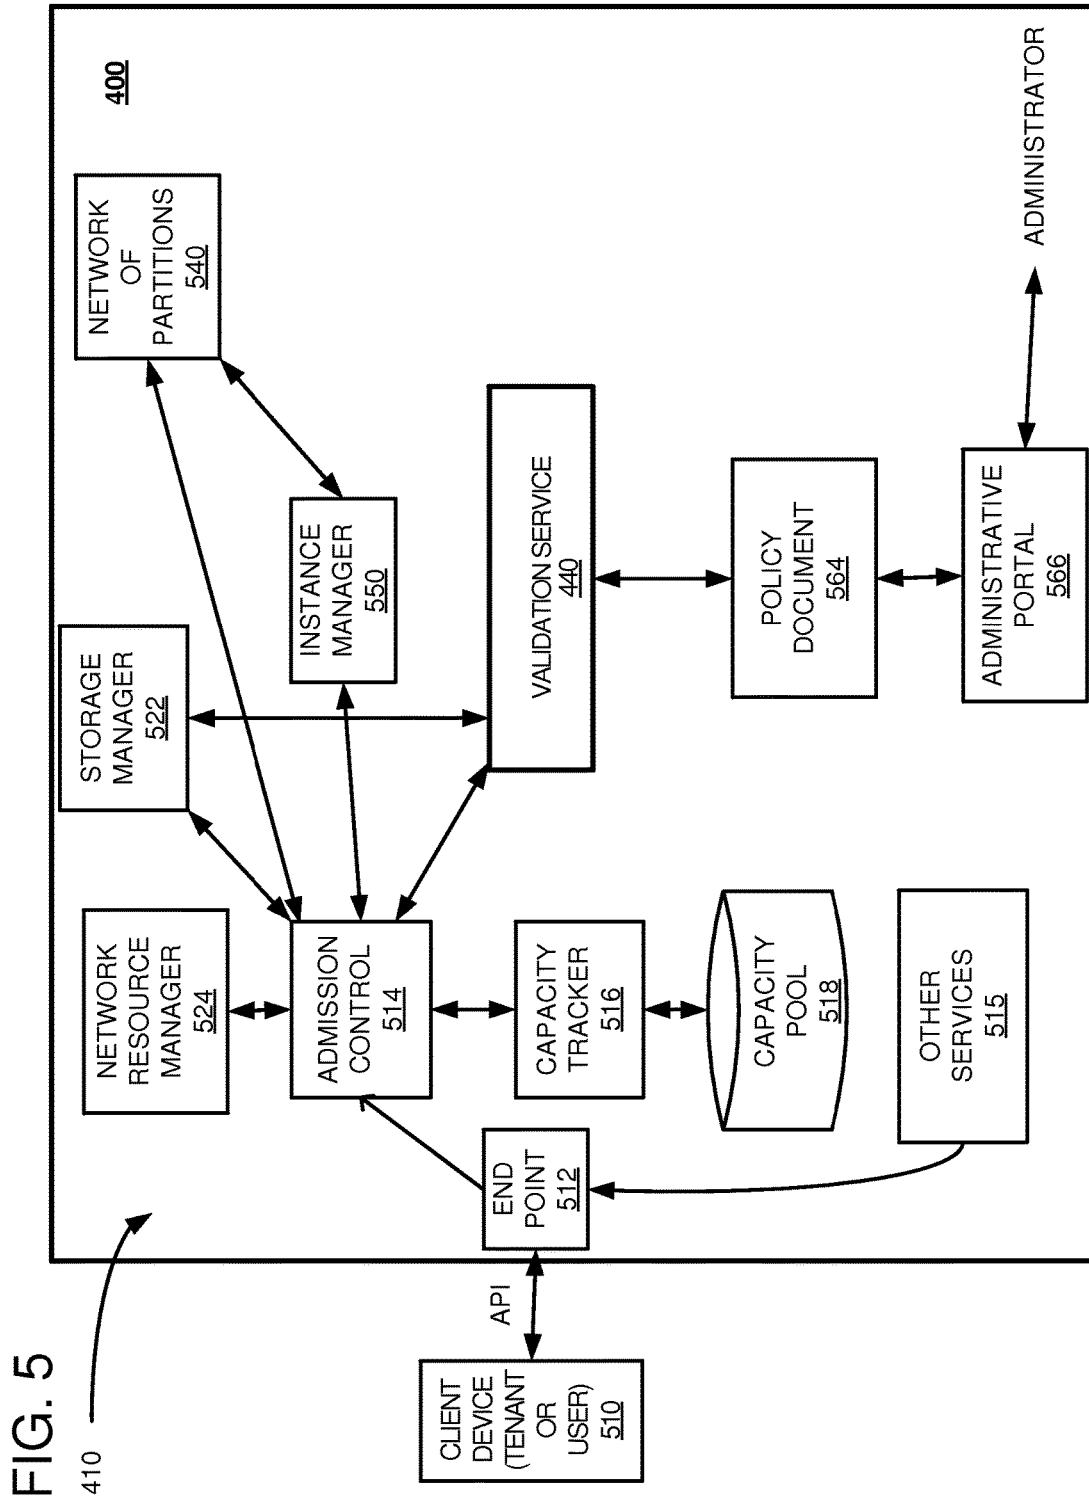 FIG. 5
410
400
CLIENT
DEVICE
(TENANT
OR
USER)
510
API
END
POINT
512
NETWORK
RESOURCE
MANAGER
524
ADMISSION
CONTROL
514
CAPACITY
TRACKER
516
CAPACITY
POOL
518
OTHER
SERVICES
515
STORAGE
MANAGER
522
INSTANCE
MANAGER
550
NETWORK
OF
PARTITIONS
540
VALIDATION SERVICE
440
POLICY
DOCUMENT
564
ADMINISTRATIVE
PORTAL
566
ADMINISTRATOR